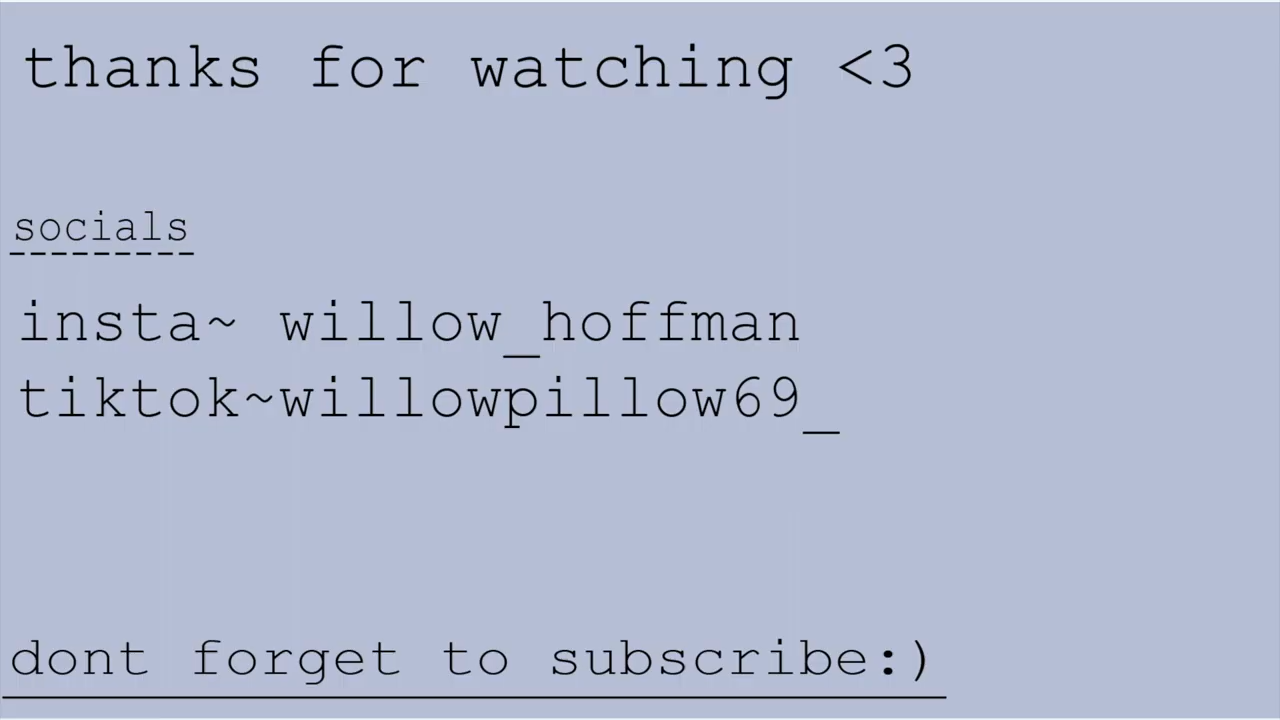 thanks for watching <3
socials
insta~ willow_hoffman
tiktok~willowpillow69_
dont forget to subscribe:)